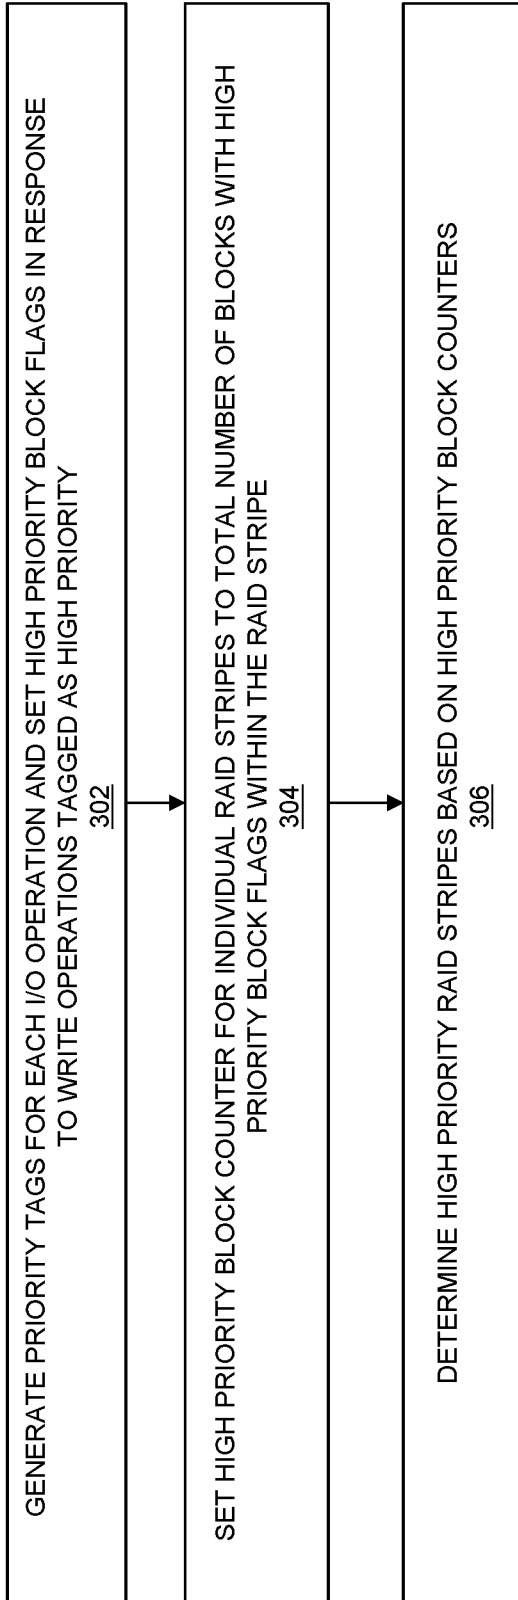 GENERATE PRIORITY TAGS FOR EACH I/O OPERATION AND SET HIGH PRIORITY BLOCK FLAGS IN RESPONSE
TO WRITE OPERATIONS TAGGED AS HIGH PRIORITY
302
SET HIGH PRIORITY BLOCK COUNTER FOR INDIVIDUAL RAID STRIPES TO TOTAL NUMBER OF BLOCKS WITH HIGH
PRIORITY BLOCK FLAGS WITHIN THE RAID STRIPE
304
DETERMINE HIGH PRIORITY RAID STRIPES BASED ON HIGH PRIORITY BLOCK COUNTERS
306